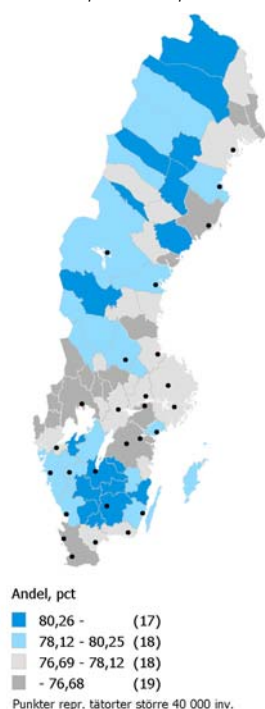 Andel, pct
80,26 - (17)
78,12 - 80,25 (18)
76,69 - 78,12 (18)
- 76,68 (19)
Punkter repr. tätorter större 40 000 inv.